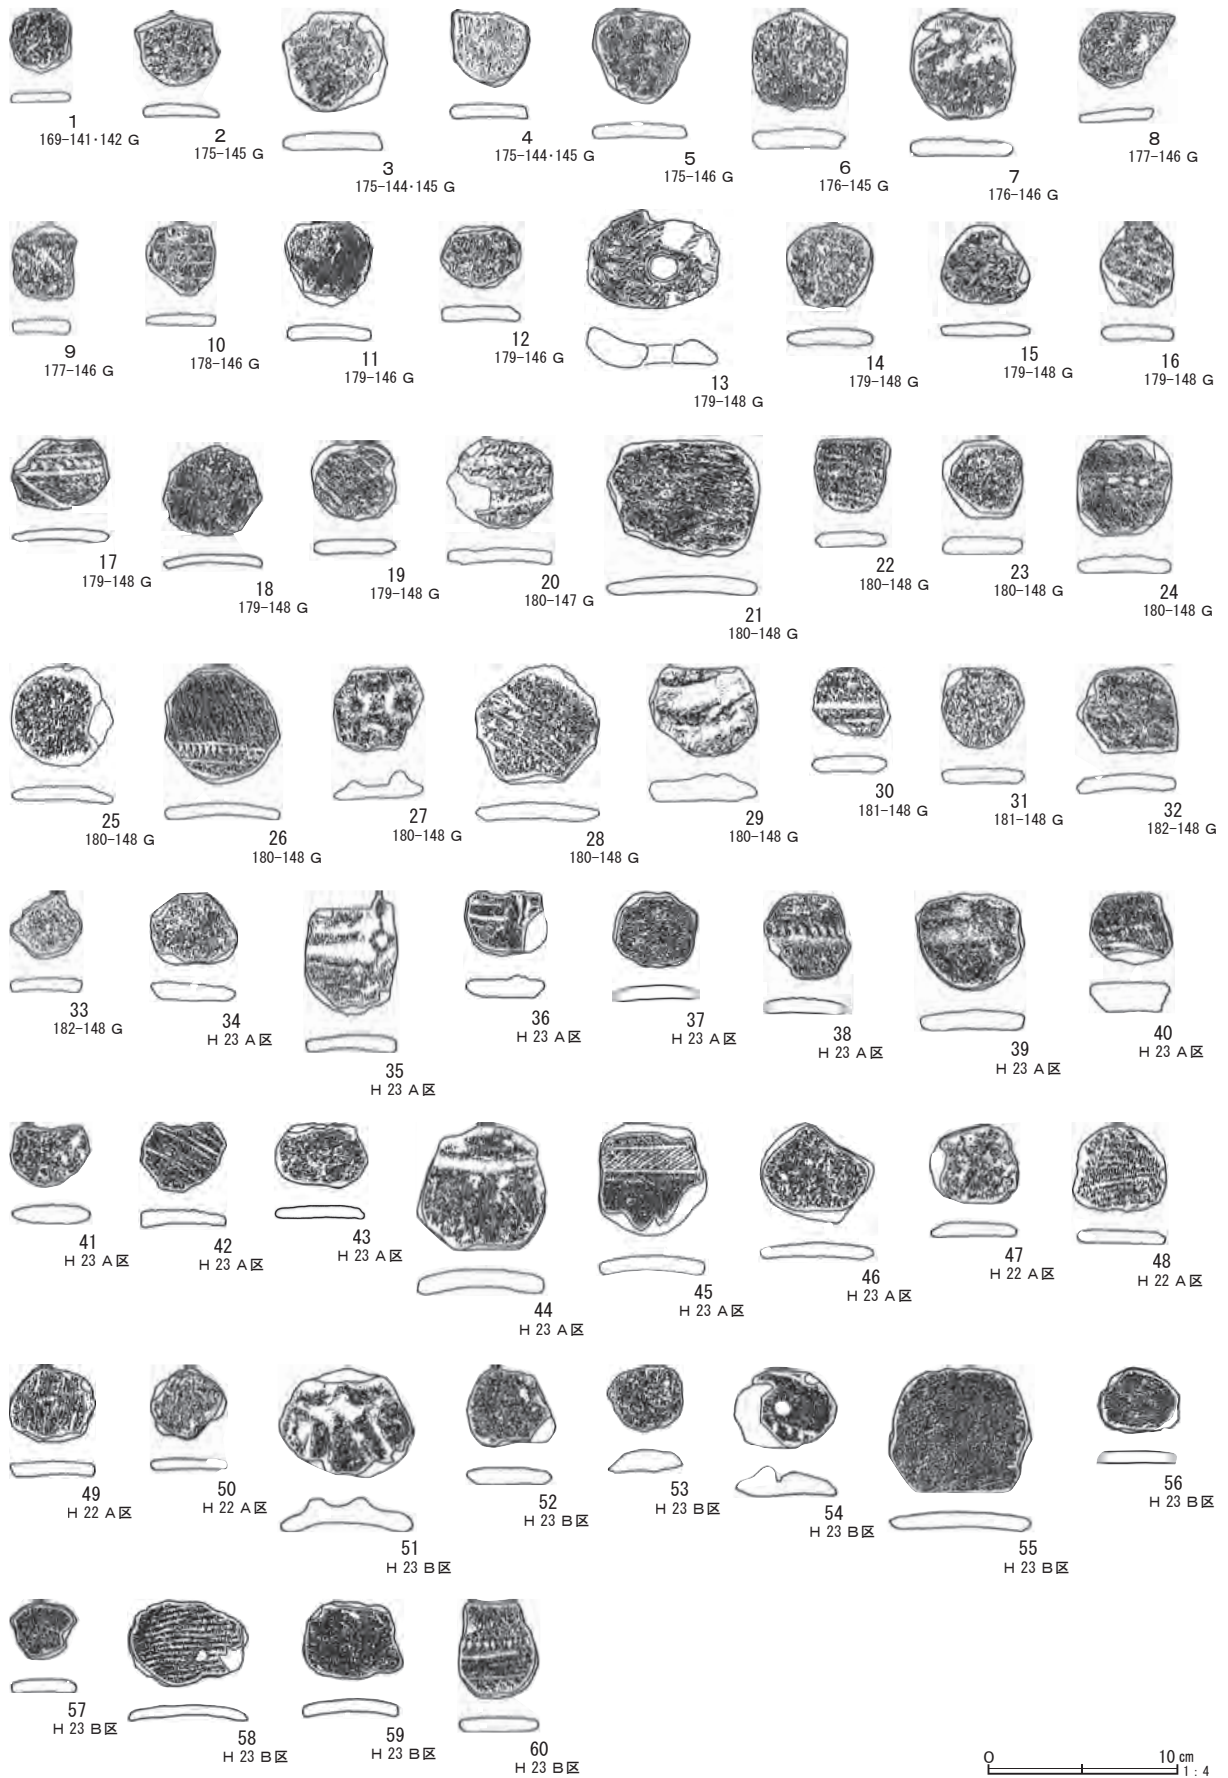 1
169-141・142 G
2
175-145 G
3
175-144・145 G
4
175-144・145 G
5
175-146 G
6
176-145 G
7
176-146 G
8
177-146 G
9
177-146 G
10
178-146 G
11
179-146 G
12
179-146 G
13
179-148 G
14
179-148 G
15
179-148 G
16
179-148 G
17
179-148 G
18
179-148 G
19
179-148 G
20
180-147 G
21
180-148 G
22
180-148 G
23
180-148 G
24
180-148 G
25
180-148 G
26
180-148 G
27
180-148 G
28
180-148 G
29
180-148 G
30
181-148 G
31
181-148 G
32
182-148 G
33
182-148 G
34
H 23 A区
35
H 23 A区
36
H 23 A区
37
H 23 A区
38
H 23 A区
39
H 23 A区
40
H 23 A区
41
H 23 A区
42
H 23 A区
43
H 23 A区
44
H 23 A区
45
H 23 A区
46
H 23 A区
47
H 22 A区
48
H 22 A区
49
H 22 A区
50
H 22 A区
51
H 23 B区
52
H 23 B区
53
H 23 B区
54
H 23 B区
55
H 23 B区
56
H 23 B区
57
H 23 B区
58
H 23 B区
59
H 23 B区
60
H 23 B区
0 10 cm
1：4